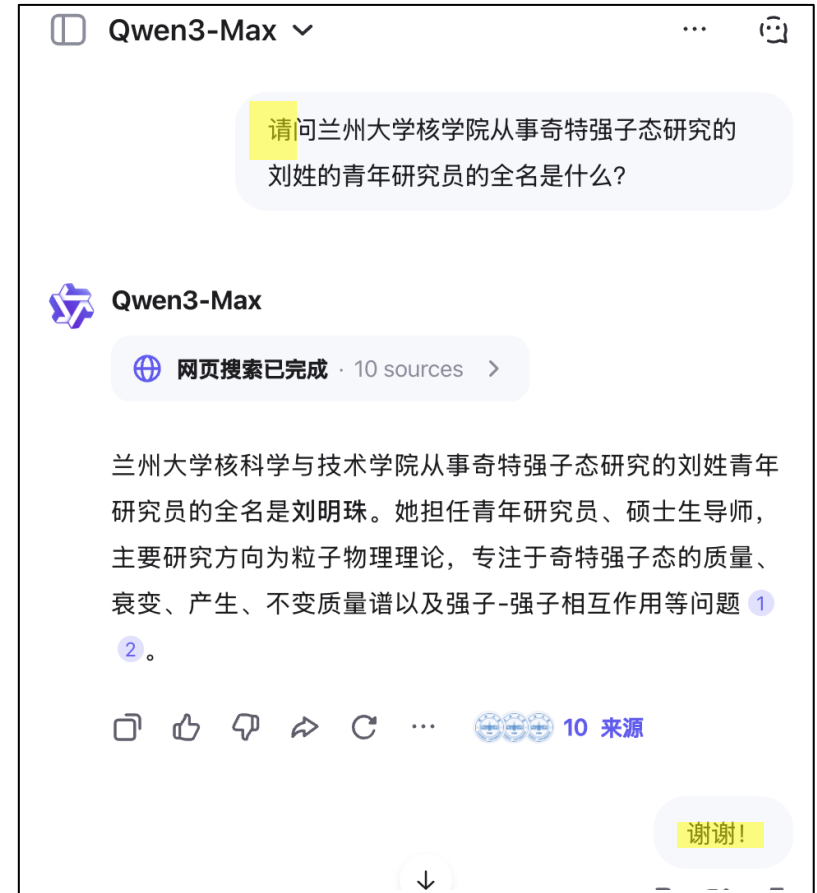 Qwen3-Max
请问兰州大学核学院从事奇特强子态研究的
刘姓的青年研究员的全名是什么?
Qwen3-Max
网页搜索已完成 · 10 sources
兰州大学核科学与技术学院从事奇特强子态研究的刘姓青年
研究员的全名是刘明珠。她担任青年研究员、硕士生导师，
主要研究方向为粒子物理理论，专注于奇特强子态的质量、
衰变、产生、不变质量谱以及强子-强子相互作用等问题 1
2 。
10 来源
谢谢！